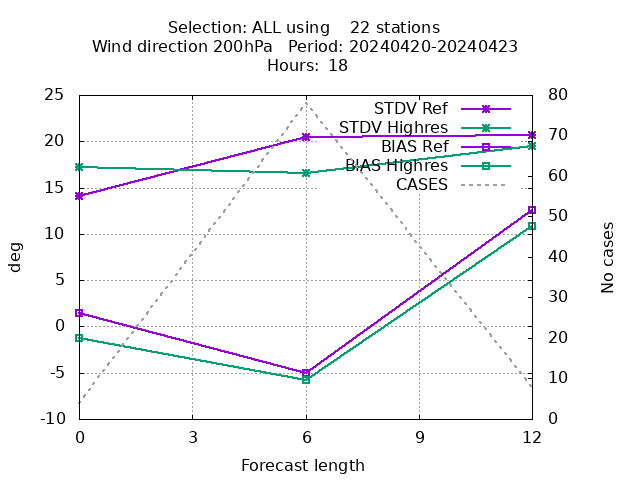 Selection: ALL using    22 stations
Wind direction 200hPa   Period: 20240420-20240423
Hours: 18
25
20
15
10
5
0
-5
-10
deg
80
70
60
50
40
30
20
10
0
No cases
STDV Ref
STDV Highres
BIAS Ref
BIAS Highres
CASES
0 3 6 9 12
Forecast length